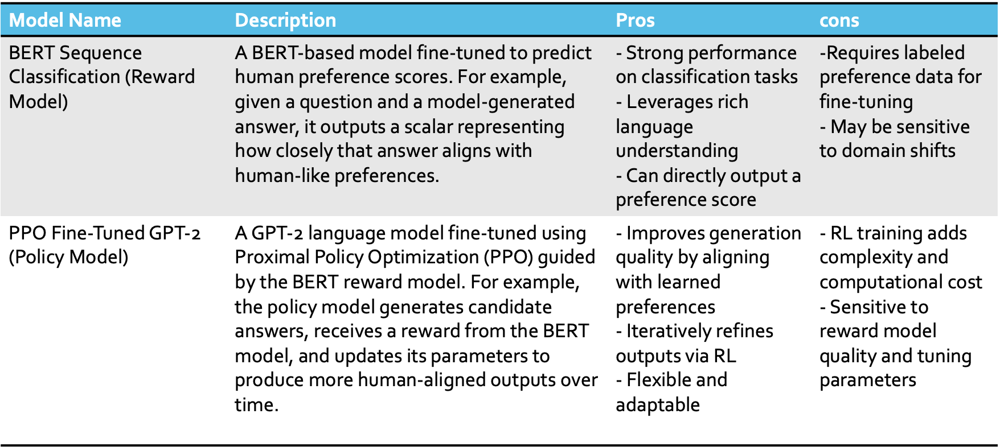 Model Name
Description
Pros
cons
BERT Sequence
Classification (Reward
Model)
A BERT-based model fine-tuned to predict
human preference scores. For example,
given a question and a model-generated
answer, it outputs a scalar representing
how closely that answer aligns with
human-like preferences.
- Strong performance
on classification tasks
- Leverages rich
language
understanding
- Can directly output a
preference score
-Requires labeled
preference data for
fine-tuning
- May be sensitive
to domain shifts
PPO Fine-Tuned GPT-2
(Policy Model)
A GPT-2 language model fine-tuned using
Proximal Policy Optimization (PPO) guided
by the BERT reward model. For example,
the policy model generates candidate
answers, receives a reward from the BERT
model, and updates its parameters to
produce more human-aligned outputs over
time.
- Improves generation
quality by aligning
with learned
preferences
- Iteratively refines
outputs via RL
- Flexible and
adaptable
- RL training adds
complexity and
computational cost
- Sensitive to
reward model
quality and tuning
parameters